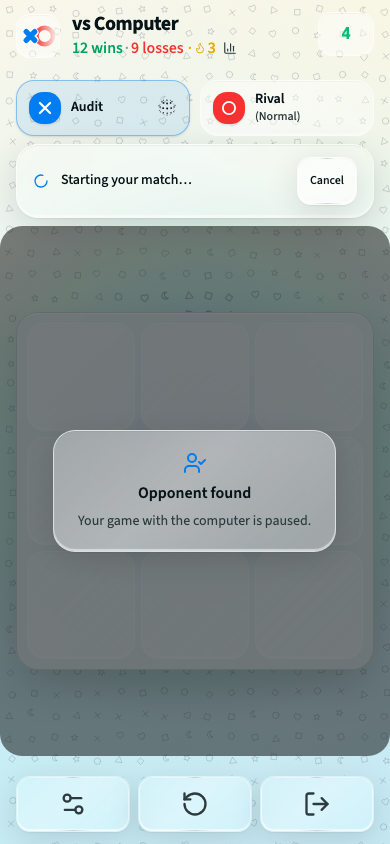 vs Computer
12 wins · 9 losses · 3
4
Audit
Rival
(Normal)
Starting your match…
Cancel
Opponent found
Your game with the computer is paused.